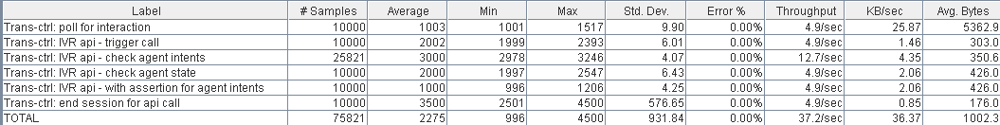 Label # Samples Average Min Max Std. Dev. Error % Throughput KB/sec Avg. Bytes
Trans-ctrl: poll for interaction 10000 1003 1001 1517 9.90 0.00% 4.9/sec 25.87 5362.9
Trans-ctrl: IVR api - trigger call 10000 2002 1999 2393 6.01 0.00% 4.9/sec 1.46 303.0
Trans-ctrl: IVR api - check agent intents 25821 3000 2978 3246 4.07 0.00% 12.7/sec 4.35 350.6
Trans-ctrl: IVR api - check agent state 10000 2000 1997 2547 6.43 0.00% 4.9/sec 2.06 426.0
Trans-ctrl: IVR api - with assertion for agent intents 10000 1000 996 1206 4.25 0.00% 4.9/sec 2.06 426.0
Trans-ctrl: end session for api call 10000 3500 2501 4500 576.65 0.00% 4.9/sec 0.85 176.0
TOTAL 75821 2275 996 4500 931.84 0.00% 37.2/sec 36.37 1002.3